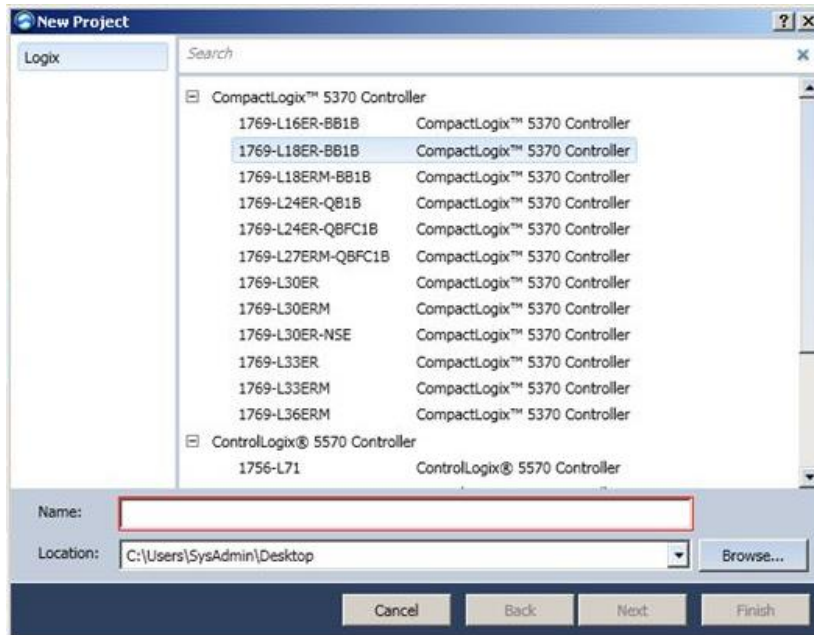 New Project
Logix
Search
CompactLogix™ 5370 Controller
1769-L16ER-BB1B CompactLogix™ 5370 Controller
1769-L18ER-BB1B CompactLogix™ 5370 Controller
1769-L18ERM-BB1B CompactLogix™ 5370 Controller
1769-L24ER-QB1B CompactLogix™ 5370 Controller
1769-L24ER-QBFC1B CompactLogix™ 5370 Controller
1769-L27ERM-QBFC1B CompactLogix™ 5370 Controller
1769-L30ER CompactLogix™ 5370 Controller
1769-L30ERM CompactLogix™ 5370 Controller
1769-L30ER-NSE CompactLogix™ 5370 Controller
1769-L33ER CompactLogix™ 5370 Controller
1769-L33ERM CompactLogix™ 5370 Controller
1769-L36ERM CompactLogix™ 5370 Controller
ControlLogix® 5570 Controller
1756-L71 ControlLogix® 5570 Controller
Name:
Location: C:\Users\SysAdmin\Desktop Browse...
Cancel Back Next Finish